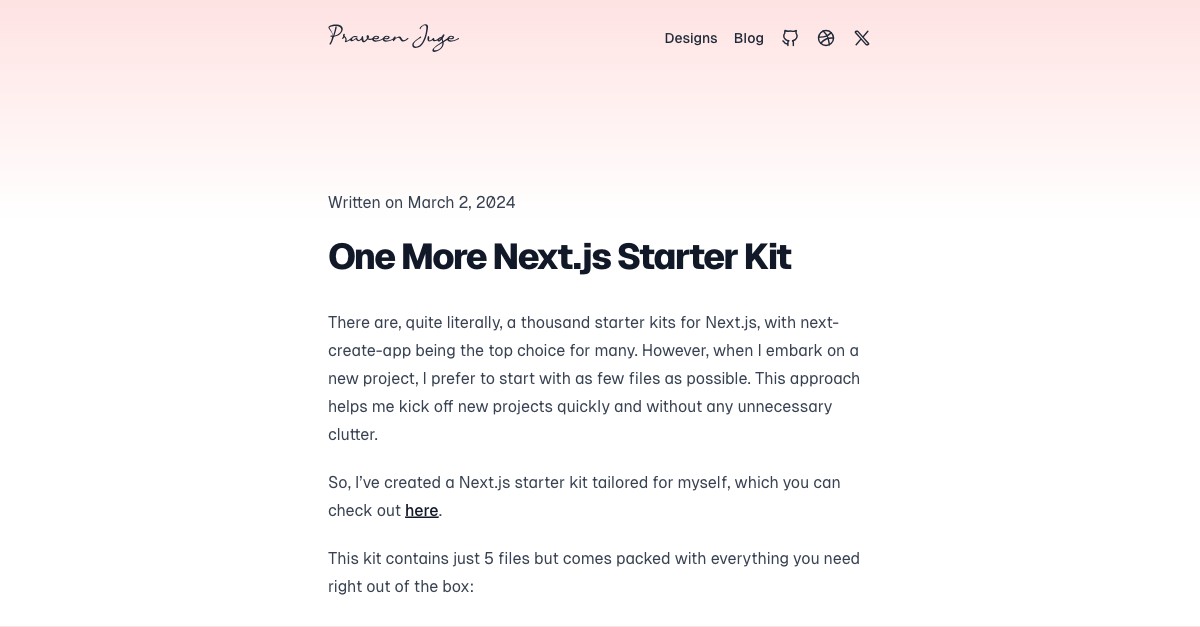 Praveen Juge
Designs Blog
Written on March 2, 2024
One More Next.js Starter Kit
There are, quite literally, a thousand starter kits for Next.js, with next-
create-app being the top choice for many. However, when I embark on a
new project, I prefer to start with as few files as possible. This approach
helps me kick off new projects quickly and without any unnecessary
clutter.
So, I’ve created a Next.js starter kit tailored for myself, which you can
check out here.
This kit contains just 5 files but comes packed with everything you need
right out of the box: